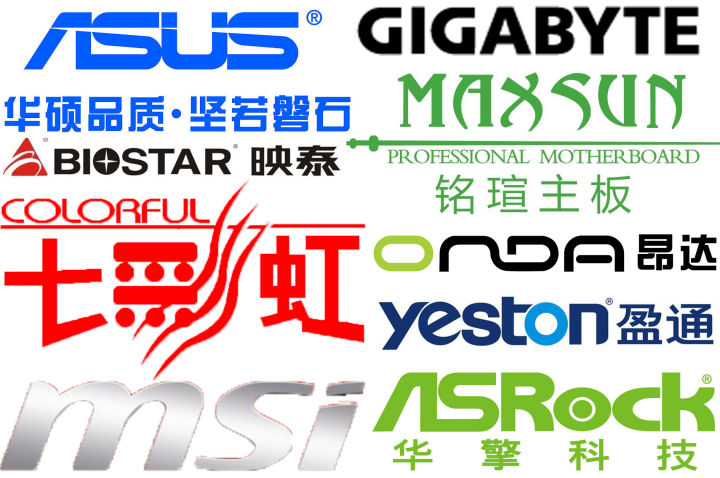 ASUS®
华硕品质·坚若磐石
BIOSTAR® 映泰
COLORFUL
七彩虹
msi
GIGABYTE
MAXSUN
PROFESSIONAL MOTHERBOARD
铭瑄主板
ONDA 昂达
yeston® 盈通
ASRock®
华擎科技